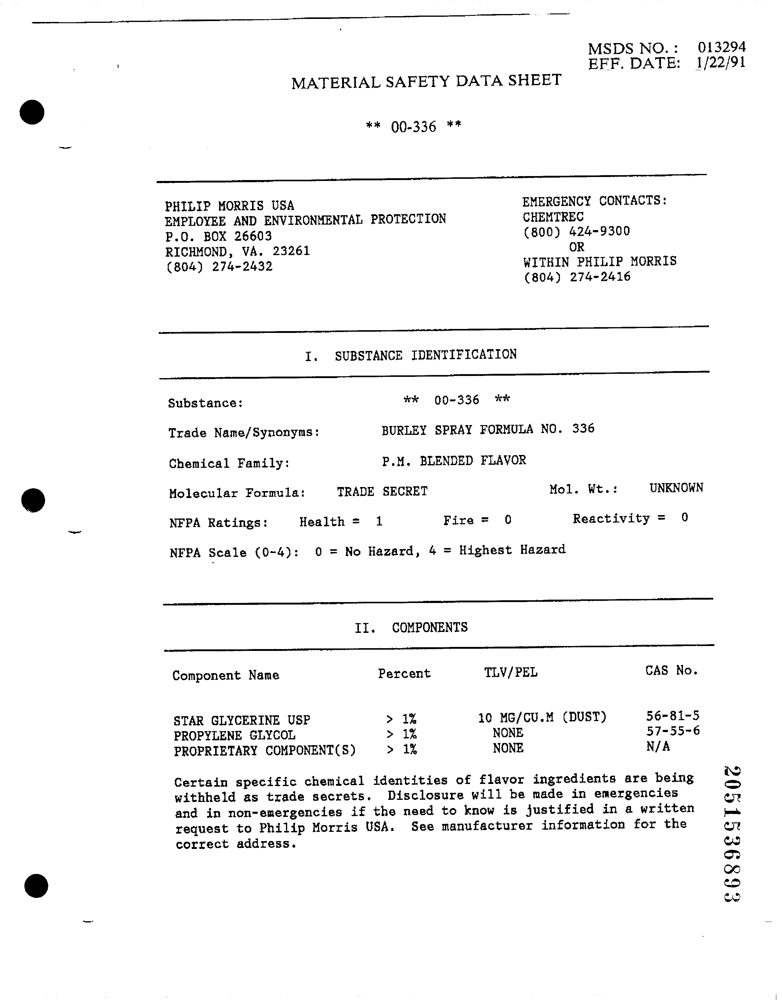 MSDS NO. : 013294
EFF. DATE: 1/22/91
MATERIAL SAFETY DATA SHEET
** 00-336 **
PHILIP MORRIS USA
EMPLOYEE AND ENVIRONMENTAL PROTECTION
P.O. BOX 26603
RICHMOND, VA. 23261
(804) 274-2432
EMERGENCY CONTACTS:
CHEMTREC
(800) 424-9300
OR
WITHIN PHILIP MORRIS
(804) 274-2416
I. SUBSTANCE IDENTIFICATION
Substance: ** 00-336 **
Trade Name/Synonyms: BURLEY SPRAY FORMULA NO. 336
Chemical Family: P.M. BLENDED FLAVOR
Molecular Formula: TRADE SECRET Mol. Wt.: UNKNOWN
NFPA Ratings: Health = 1 Fire = 0 Reactivity = 0
NFPA Scale (0-4): 0 = No Hazard, 4 = Highest Hazard
II. COMPONENTS
Component Name Percent TLV/PEL CAS No.
STAR GLYCERINE USP > 1% 10 MG/CU.M (DUST) 56-81-5
PROPYLENE GLYCOL > 1% NONE 57-55-6
PROPRIETARY COMPONENT(S) > 1% NONE N/A
Certain specific chemical identities of flavor ingredients are being
withheld as trade secrets. Disclosure will be made in emergencies
and in non-emergencies if the need to know is justified in a written
request to Philip Morris USA. See manufacturer information for the
correct address.
2051536893